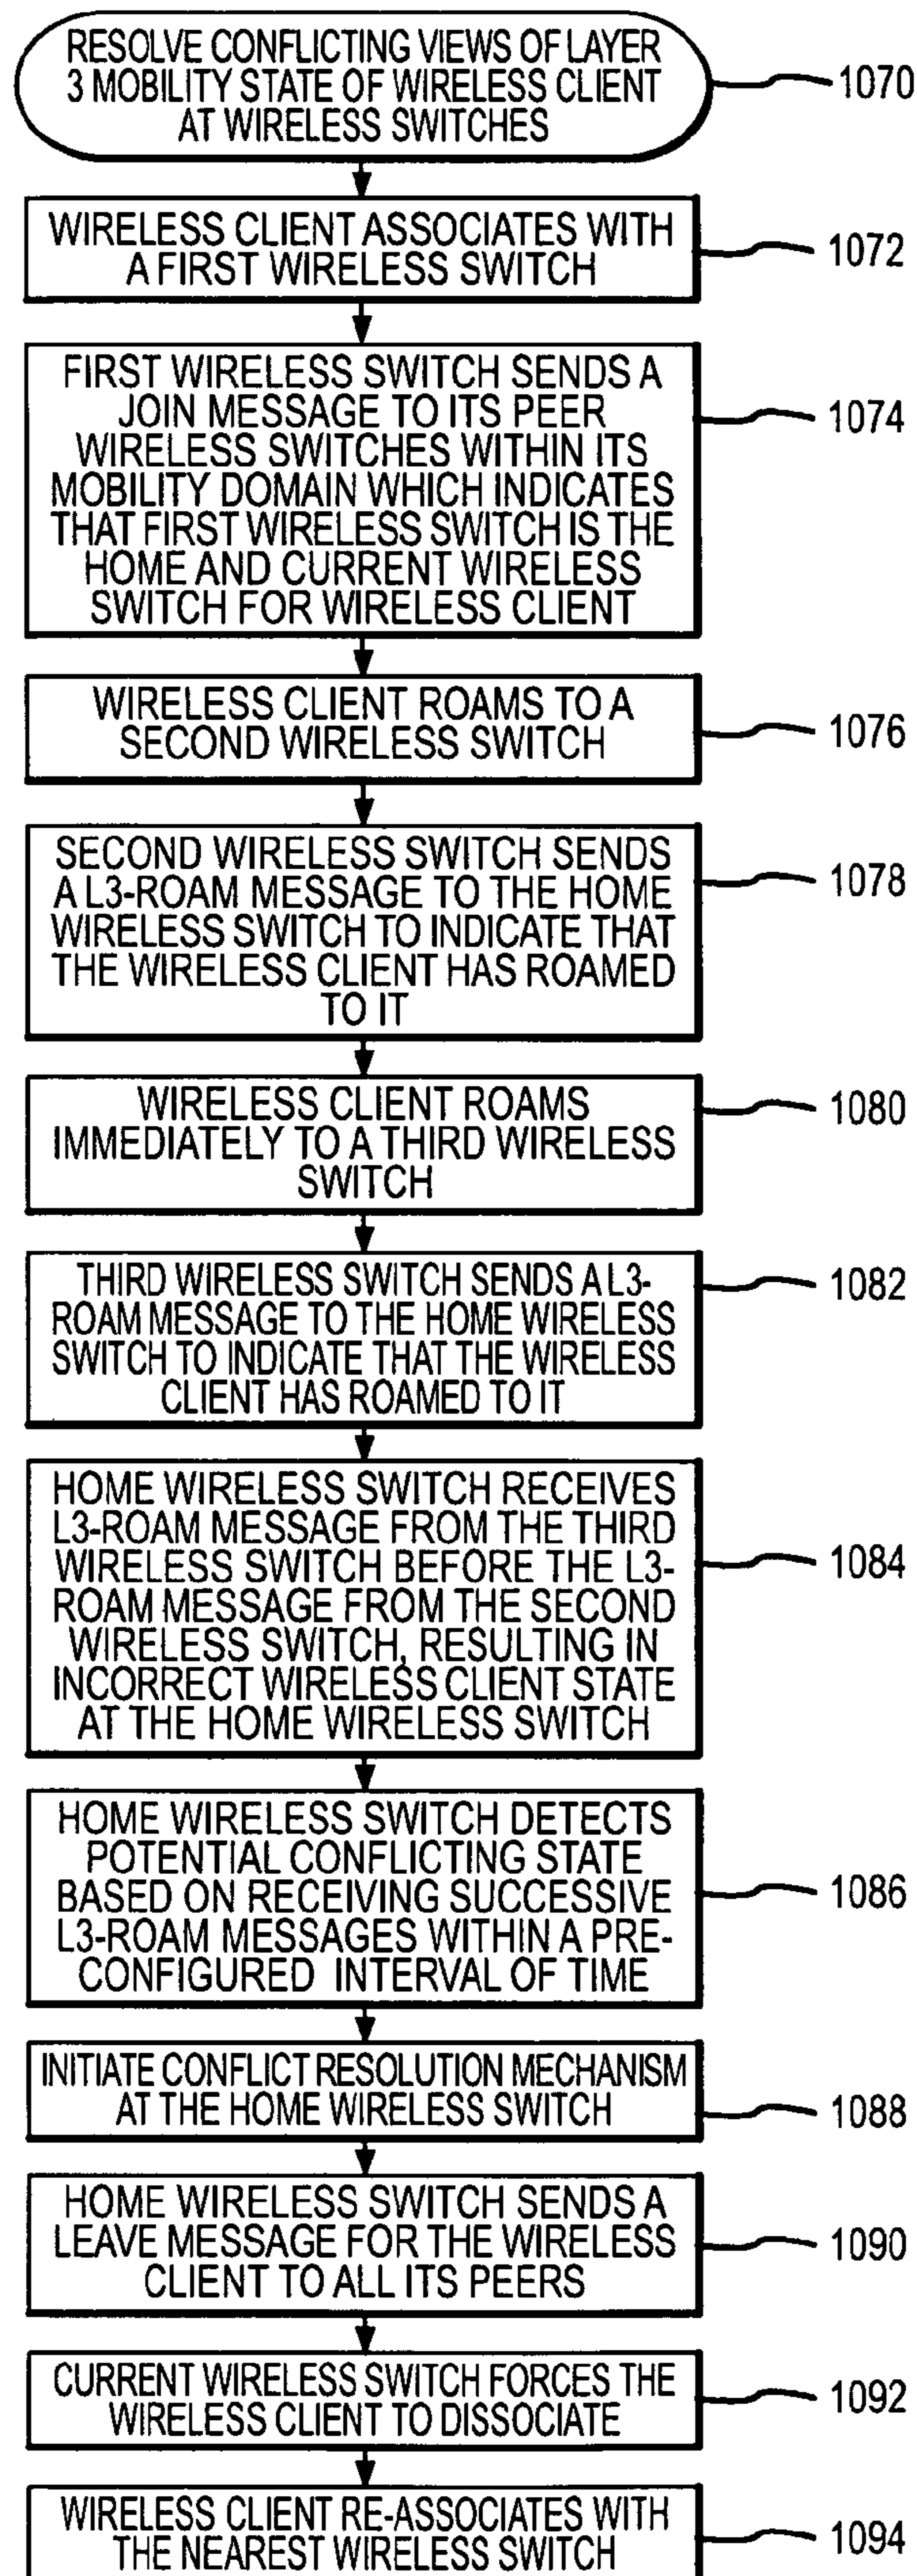 RESOLVE CONFLICTING VIEWS OF LAYER
3 MOBILITY STATE OF WIRELESS CLIENT
AT WIRELESS SWITCHES
1070
WIRELESS CLIENT ASSOCIATES WITH
A FIRST WIRELESS SWITCH
1072
FIRST WIRELESS SWITCH SENDS A
JOIN MESSAGE TO ITS PEER
WIRELESS SWITCHES WITHIN ITS
MOBILITY DOMAIN WHICH INDICATES
THAT FIRST WIRELESS SWITCH IS THE
HOME AND CURRENT WIRELESS
SWITCH FOR WIRELESS CLIENT
1074
WIRELESS CLIENT ROAMS TO A
SECOND WIRELESS SWITCH
1076
SECOND WIRELESS SWITCH SENDS
A L3-ROAM MESSAGE TO THE HOME
WIRELESS SWITCH TO INDICATE THAT
THE WIRELESS CLIENT HAS ROAMED
TO IT
1078
WIRELESS CLIENT ROAMS
IMMEDIATELY TO A THIRD WIRELESS
SWITCH
1080
THIRD WIRELESS SWITCH SENDS A L3-
ROAM MESSAGE TO THE HOME WIRELESS
SWITCH TO INDICATE THAT THE WIRELESS
CLIENT HAS ROAMED TO IT
1082
HOME WIRELESS SWITCH RECEIVES
L3-ROAM MESSAGE FROM THE THIRD
WIRELESS SWITCH BEFORE THE L3-
ROAM MESSAGE FROM THE SECOND
WIRELESS SWITCH, RESULTING IN
INCORRECT WIRELESS CLIENT STATE
AT THE HOME WIRELESS SWITCH
1084
HOME WIRELESS SWITCH DETECTS
POTENTIAL CONFLICTING STATE
BASED ON RECEIVING SUCCESSIVE
L3-ROAM MESSAGES WITHIN A PRE-
CONFIGURED INTERVAL OF TIME
1086
INITIATE CONFLICT RESOLUTION MECHANISM
AT THE HOME WIRELESS SWITCH
1088
HOME WIRELESS SWITCH SENDS A
LEAVE MESSAGE FOR THE WIRELESS
CLIENT TO ALL ITS PEERS
1090
CURRENT WIRELESS SWITCH FORCES THE
WIRELESS CLIENT TO DISSOCIATE
1092
WIRELESS CLIENT RE-ASSOCIATES WITH
THE NEAREST WIRELESS SWITCH
1094